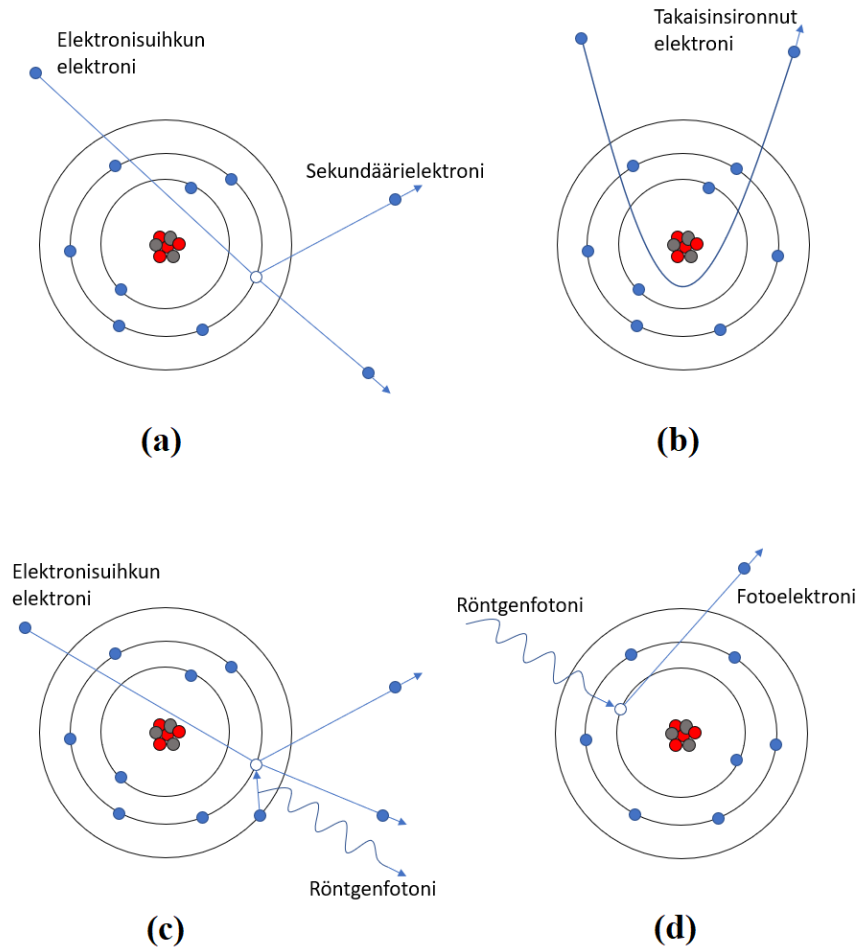 Elektronisuihkun
elektroni
Sekundäärielektroni
(a)
Takaisinsironnut
elektroni
(b)
Elektronisuihkun
elektroni
Röntgenfotoni
(c)
Röntgenfotoni
Fotoelektroni
(d)